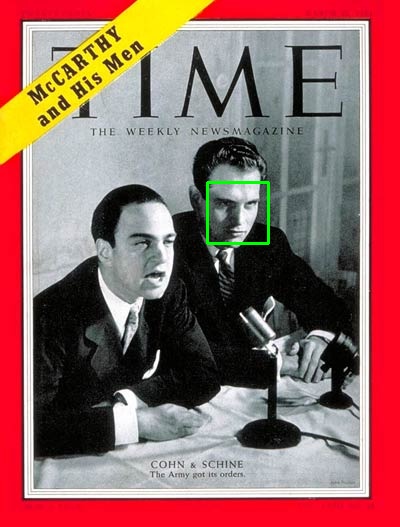 McCARTHY
and His Men
TIME
THE WEEKLY NEWSMAGAZINE
COHN & SCHINE
The Army got its orders.